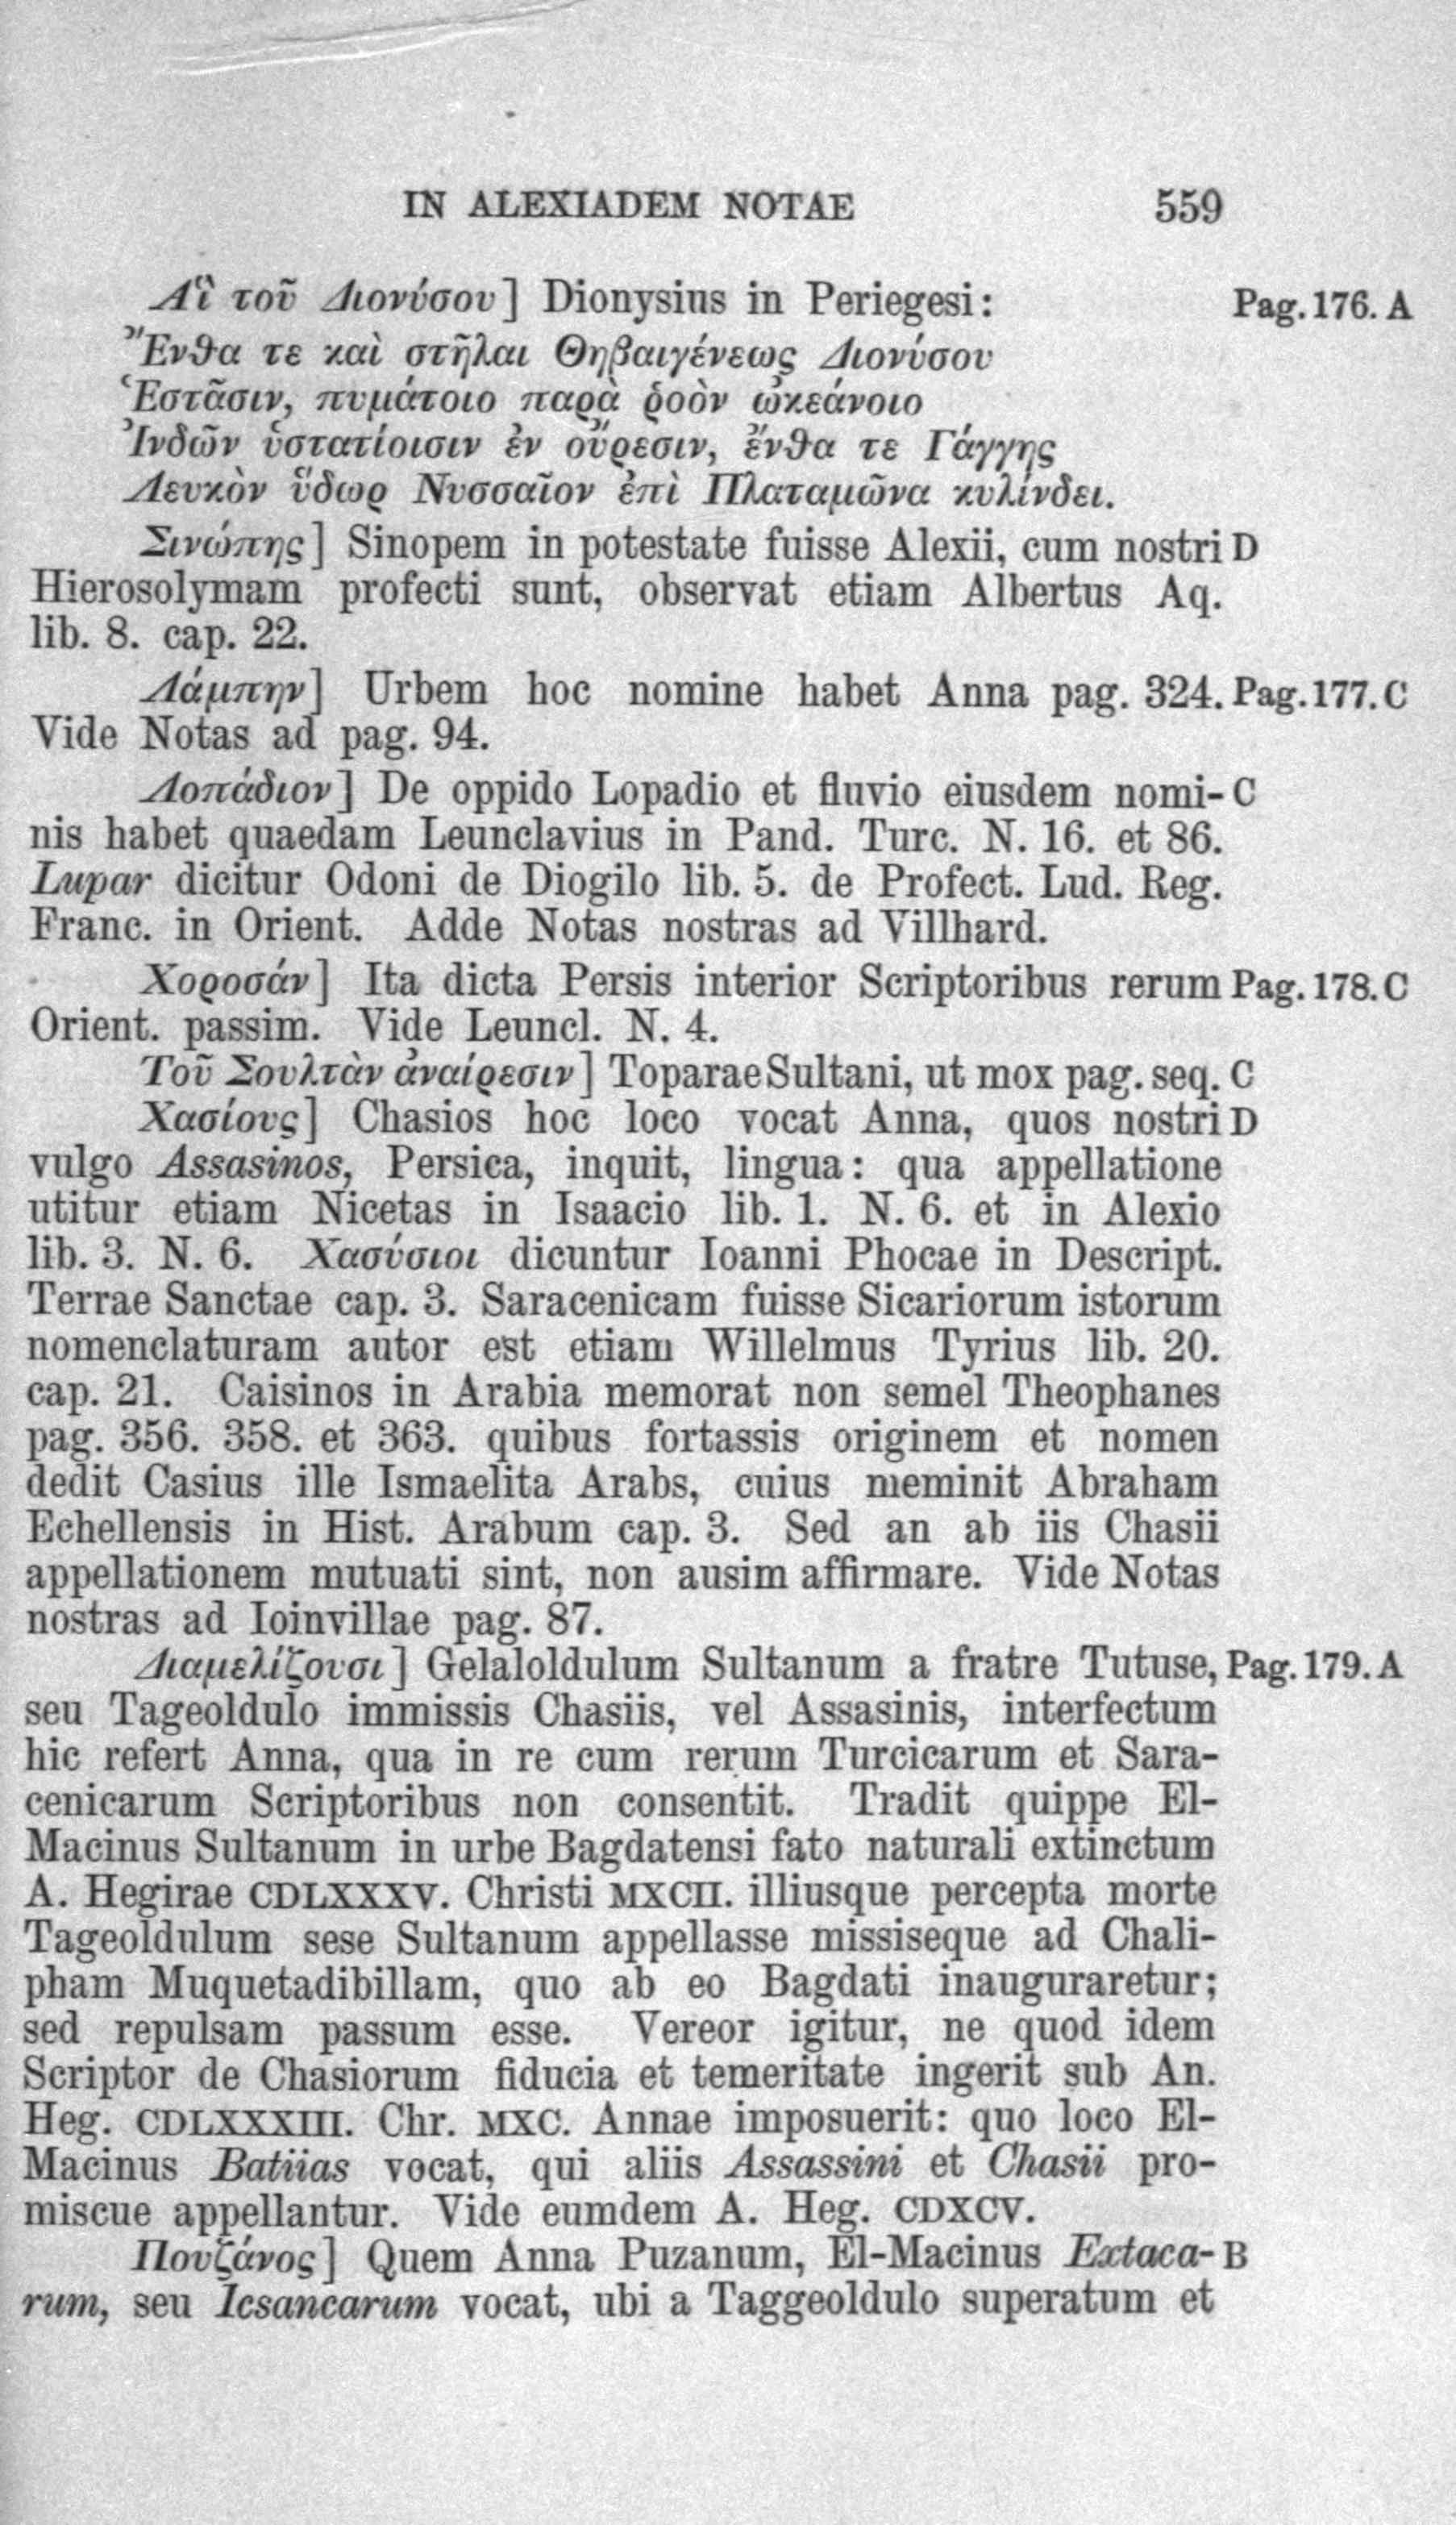 IN ALEXIADEM NOTAE 559
Αἳ τοῦ Διονύσου] Dionysius in Periegesi: Pag. 176. A
Ἔνθα τε καὶ στῆλαι Θηβαιγένεως Διονύσου
Ἑστᾶσιν, πυμάτοιο παρὰ ῥοὸν ὠκεάνοιο
Ἰνδῶν ὑστατίοισιν ἐν οὔρεσιν, ἔνθα τε Γάγγης
Λευκὸν ὕδωρ Νυσσαῖον ἐπὶ Πλαταμῶνα κυλίνδει.
Σινώπης] Sinopem in potestate fuisse Alexii, cum nostri D
Hierosolymam profecti sunt, observat etiam Albertus Aq.
lib. 8. cap. 22.
Λάμπην] Urbem hoc nomine habet Anna pag. 324. Pag. 177. C
Vide Notas ad pag. 94.
Λοπάδιον] De oppido Lopadio et fluvio eiusdem nomi- C
nis habet quaedam Leunclavius in Pand. Turc. N. 16. et 86.
Lupar dicitur Odoni de Diogilo lib. 5. de Profect. Lud. Reg.
Franc. in Orient. Adde Notas nostras ad Villhard.
Χοροσάν] Ita dicta Persis interior Scriptoribus rerum Pag. 178. C
Orient. passim. Vide Leuncl. N. 4.
Τοῦ Σουλτὰν ἀναίρεσιν] Toparae Sultani, ut mox pag. seq. C
Χασίους] Chasios hoc loco vocat Anna, quos nostri D
vulgo Assasinos, Persica, inquit, lingua: qua appellatione
utitur etiam Nicetas in Isaacio lib. 1. N. 6. et in Alexio
lib. 3. N. 6. Χασύσιοι dicuntur Ioanni Phocae in Descript.
Terrae Sanctae cap. 3. Saracenicam fuisse Sicariorum istorum
nomenclaturam autor est etiam Willelmus Tyrius lib. 20.
cap. 21. Caisinos in Arabia memorat non semel Theophanes
pag. 356. 358. et 363. quibus fortassis originem et nomen
dedit Casius ille Ismaelita Arabs, cuius meminit Abraham
Echellensis in Hist. Arabum cap. 3. Sed an ab iis Chasii
appellationem mutuati sint, non ausim affirmare. Vide Notas
nostras ad Ioinvillae pag. 87.
Διαμελίζουσι] Gelaloldulum Sultanum a fratre Tutuse, Pag. 179. A
seu Tageoldulo immissis Chasiis, vel Assasinis, interfectum
hic refert Anna, qua in re cum rerum Turcicarum et Sara-
cenicarum Scriptoribus non consentit. Tradit quippe El-
Macinus Sultanum in urbe Bagdatensi fato naturali extinctum
A. Hegirae CDLXXXV. Christi MXCII. illiusque percepta morte
Tageoldulum sese Sultanum appellasse missiseque ad Chali-
pham Muquetadibillam, quo ab eo Bagdati inauguraretur;
sed repulsam passum esse. Vereor igitur, ne quod idem
Scriptor de Chasiorum fiducia et temeritate ingerit sub An.
Heg. CDLXXXIII. Chr. MXC. Annae imposuerit: quo loco El-
Macinus Batiias vocat, qui aliis Assassini et Chasii pro-
miscue appellantur. Vide eumdem A. Heg. CDXCV.
Πουζάνος] Quem Anna Puzanum, El-Macinus Extaca- B
rum, seu Icsancarum vocat, ubi a Taggeoldulo superatum et